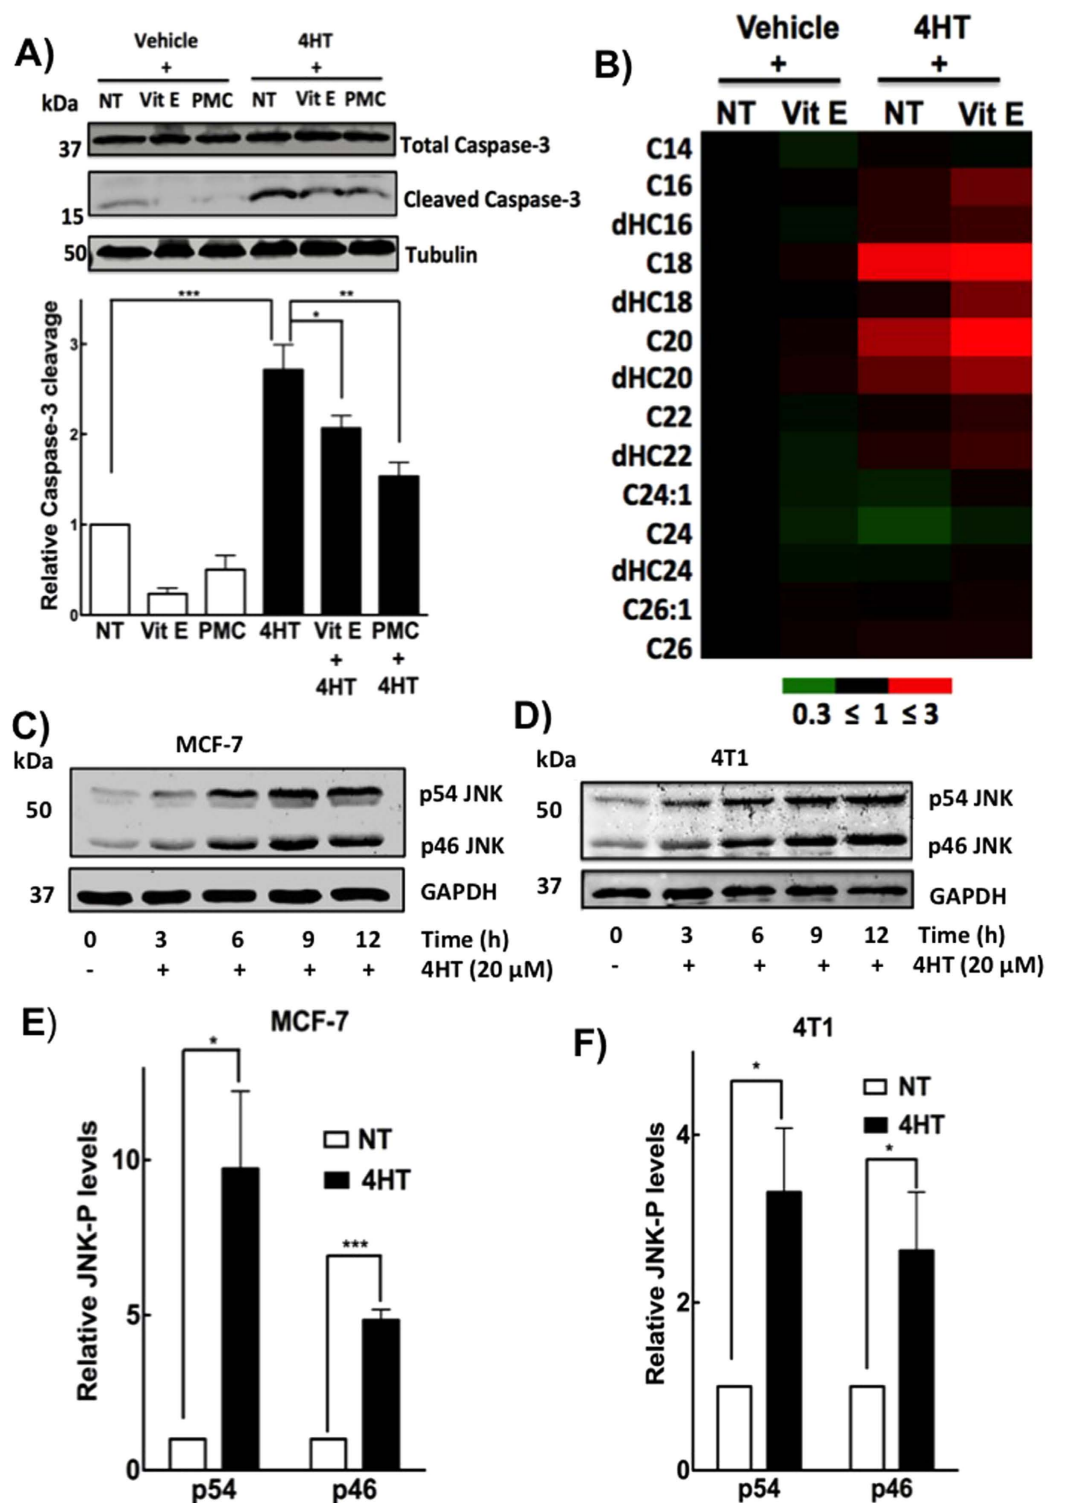 A)
Vehicle 4HT
+ +
kDa NT Vit E PMC NT Vit E PMC
37 Total Caspase-3
15 Cleaved Caspase-3
50 Tubulin
Relative Caspase-3 cleavage
3
2
1
0
***
**
*
NT Vit E PMC 4HT Vit E PMC
+ +
4HT 4HT
B)
Vehicle 4HT
+ +
NT Vit E NT Vit E
C14
C16
dHC16
C18
dHC18
C20
dHC20
C22
dHC22
C24:1
C24
dHC24
C26:1
C26
0.3 ≤ 1 ≤ 3
C)
MCF-7
kDa
50
p54 JNK
p46 JNK
37
GAPDH
0 3 6 9 12 Time (h)
- + + + + 4HT (20 µM)
D)
4T1
kDa
50
p54 JNK
p46 JNK
37
GAPDH
0 3 6 9 12 Time (h)
- + + + + 4HT (20 µM)
E)
MCF-7
Relative JNK-P levels
10
5
0
*
***
NT
4HT
p54 p46
F)
4T1
Relative JNK-P levels
4
2
0
*
*
NT
4HT
p54 p46